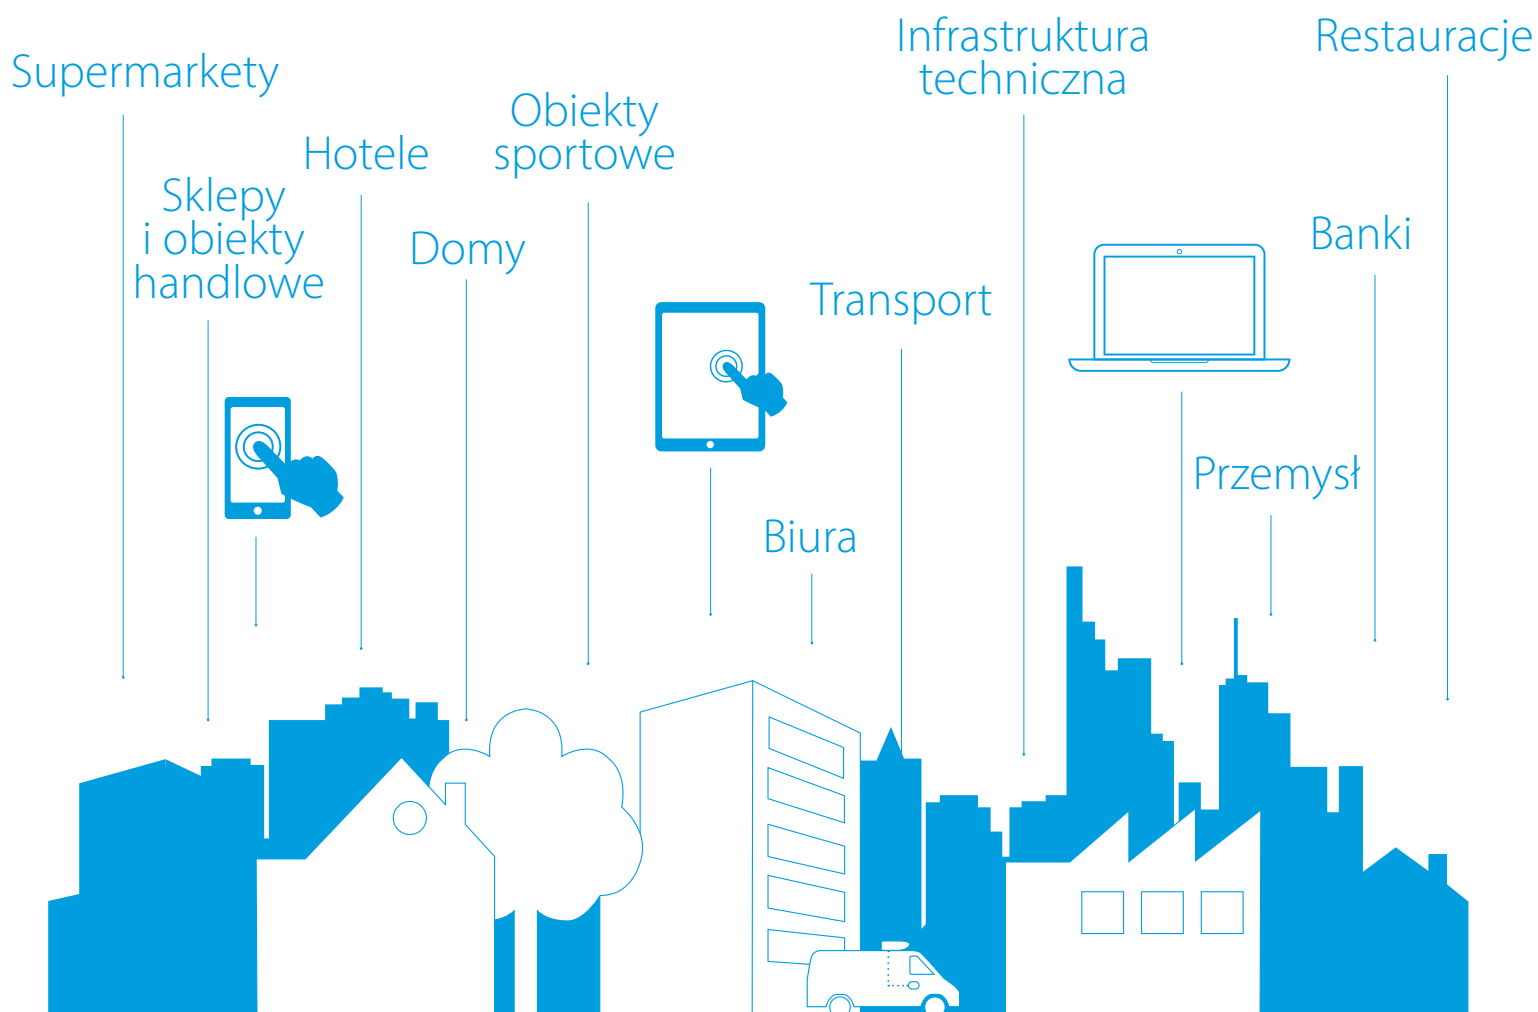 Supermarkety
Sklepy
i obiekty
handlowe
Hotele
Domy
Obiekty
sportowe
Biura
Transport
Infrastruktura
techniczna
Przemysł
Banki
Restauracje